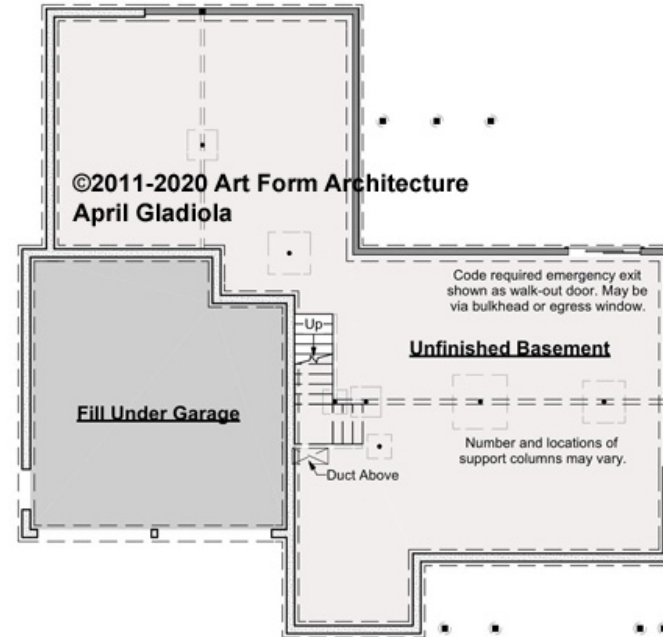 ©2011-2020 Art Form Architecture
April Gladiola
Code required emergency exit
shown as walk-out door. May be
via bulkhead or egress window.
Up
Unfinished Basement
Fill Under Garage
Number and locations of
support columns may vary.
Duct Above